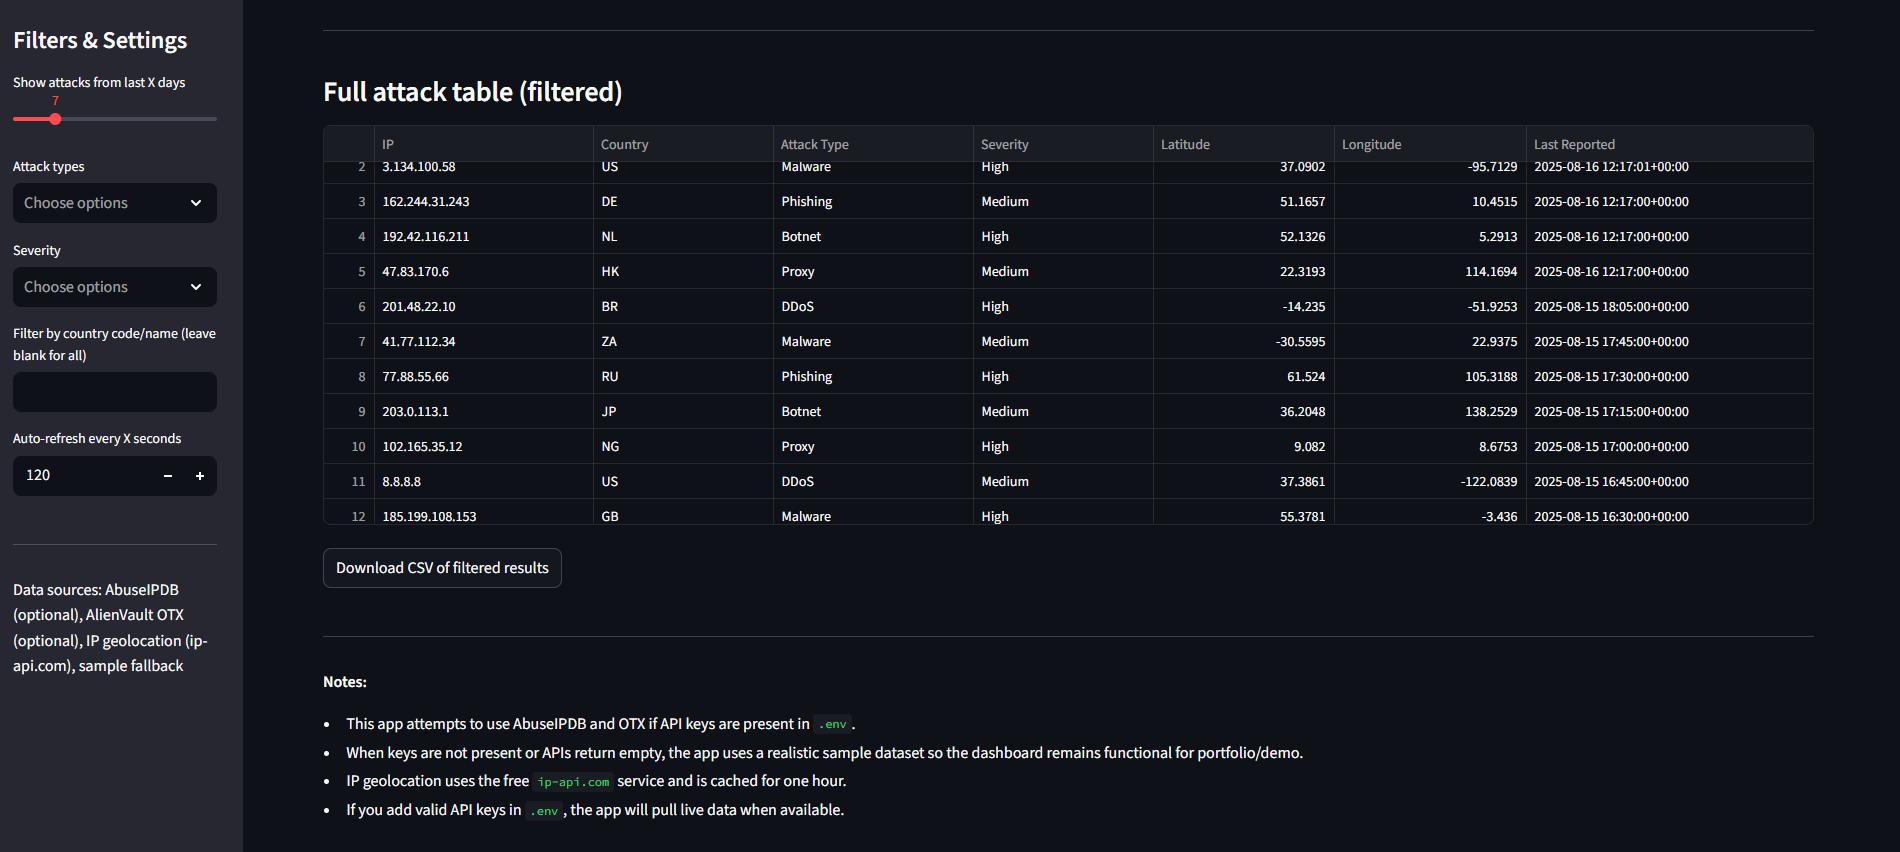 Filters & Settings
Show attacks from last X days
7
Attack types
Choose options
Severity
Choose options
Filter by country code/name (leave
blank for all)
Auto-refresh every X seconds
120 − +
Data sources: AbuseIPDB
(optional), AlienVault OTX
(optional), IP geolocation (ip-
api.com), sample fallback
Full attack table (filtered)
IP Country Attack Type Severity Latitude Longitude Last Reported
2 3.134.100.58 US Malware High 37.0902 -95.7129 2025-08-16 12:17:01+00:00
3 162.244.31.243 DE Phishing Medium 51.1657 10.4515 2025-08-16 12:17:00+00:00
4 192.42.116.211 NL Botnet High 52.1326 5.2913 2025-08-16 12:17:00+00:00
5 47.83.170.6 HK Proxy Medium 22.3193 114.1694 2025-08-16 12:17:00+00:00
6 201.48.22.10 BR DDoS High -14.235 -51.9253 2025-08-15 18:05:00+00:00
7 41.77.112.34 ZA Malware Medium -30.5595 22.9375 2025-08-15 17:45:00+00:00
8 77.88.55.66 RU Phishing High 61.524 105.3188 2025-08-15 17:30:00+00:00
9 203.0.113.1 JP Botnet Medium 36.2048 138.2529 2025-08-15 17:15:00+00:00
10 102.165.35.12 NG Proxy High 9.082 8.6753 2025-08-15 17:00:00+00:00
11 8.8.8.8 US DDoS Medium 37.3861 -122.0839 2025-08-15 16:45:00+00:00
12 185.199.108.153 GB Malware High 55.3781 -3.436 2025-08-15 16:30:00+00:00
Download CSV of filtered results
Notes:
• This app attempts to use AbuseIPDB and OTX if API keys are present in .env .
• When keys are not present or APIs return empty, the app uses a realistic sample dataset so the dashboard remains functional for portfolio/demo.
• IP geolocation uses the free ip-api.com service and is cached for one hour.
• If you add valid API keys in .env , the app will pull live data when available.